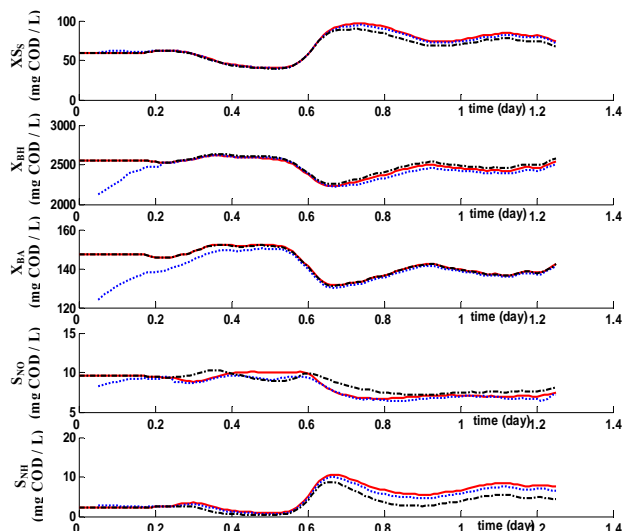 XS_S
(mg COD / L)
100
50
0
0 0.2 0.4 0.6 0.8 1 1.2 1.4
time (day)
X_BH
(mg COD / L)
3000
2500
2000
0 0.2 0.4 0.6 0.8 1 1.2 1.4
time (day)
X_BA
(mg COD / L)
160
140
120
0 0.2 0.4 0.6 0.8 1 1.2 1.4
time (day)
S_NO
(mg COD / L)
15
10
5
0 0.2 0.4 0.6 0.8 1 1.2 1.4
time (day)
S_NH
(mg COD / L)
20
10
0
0 0.2 0.4 0.6 0.8 1 1.2 1.4
time (day)